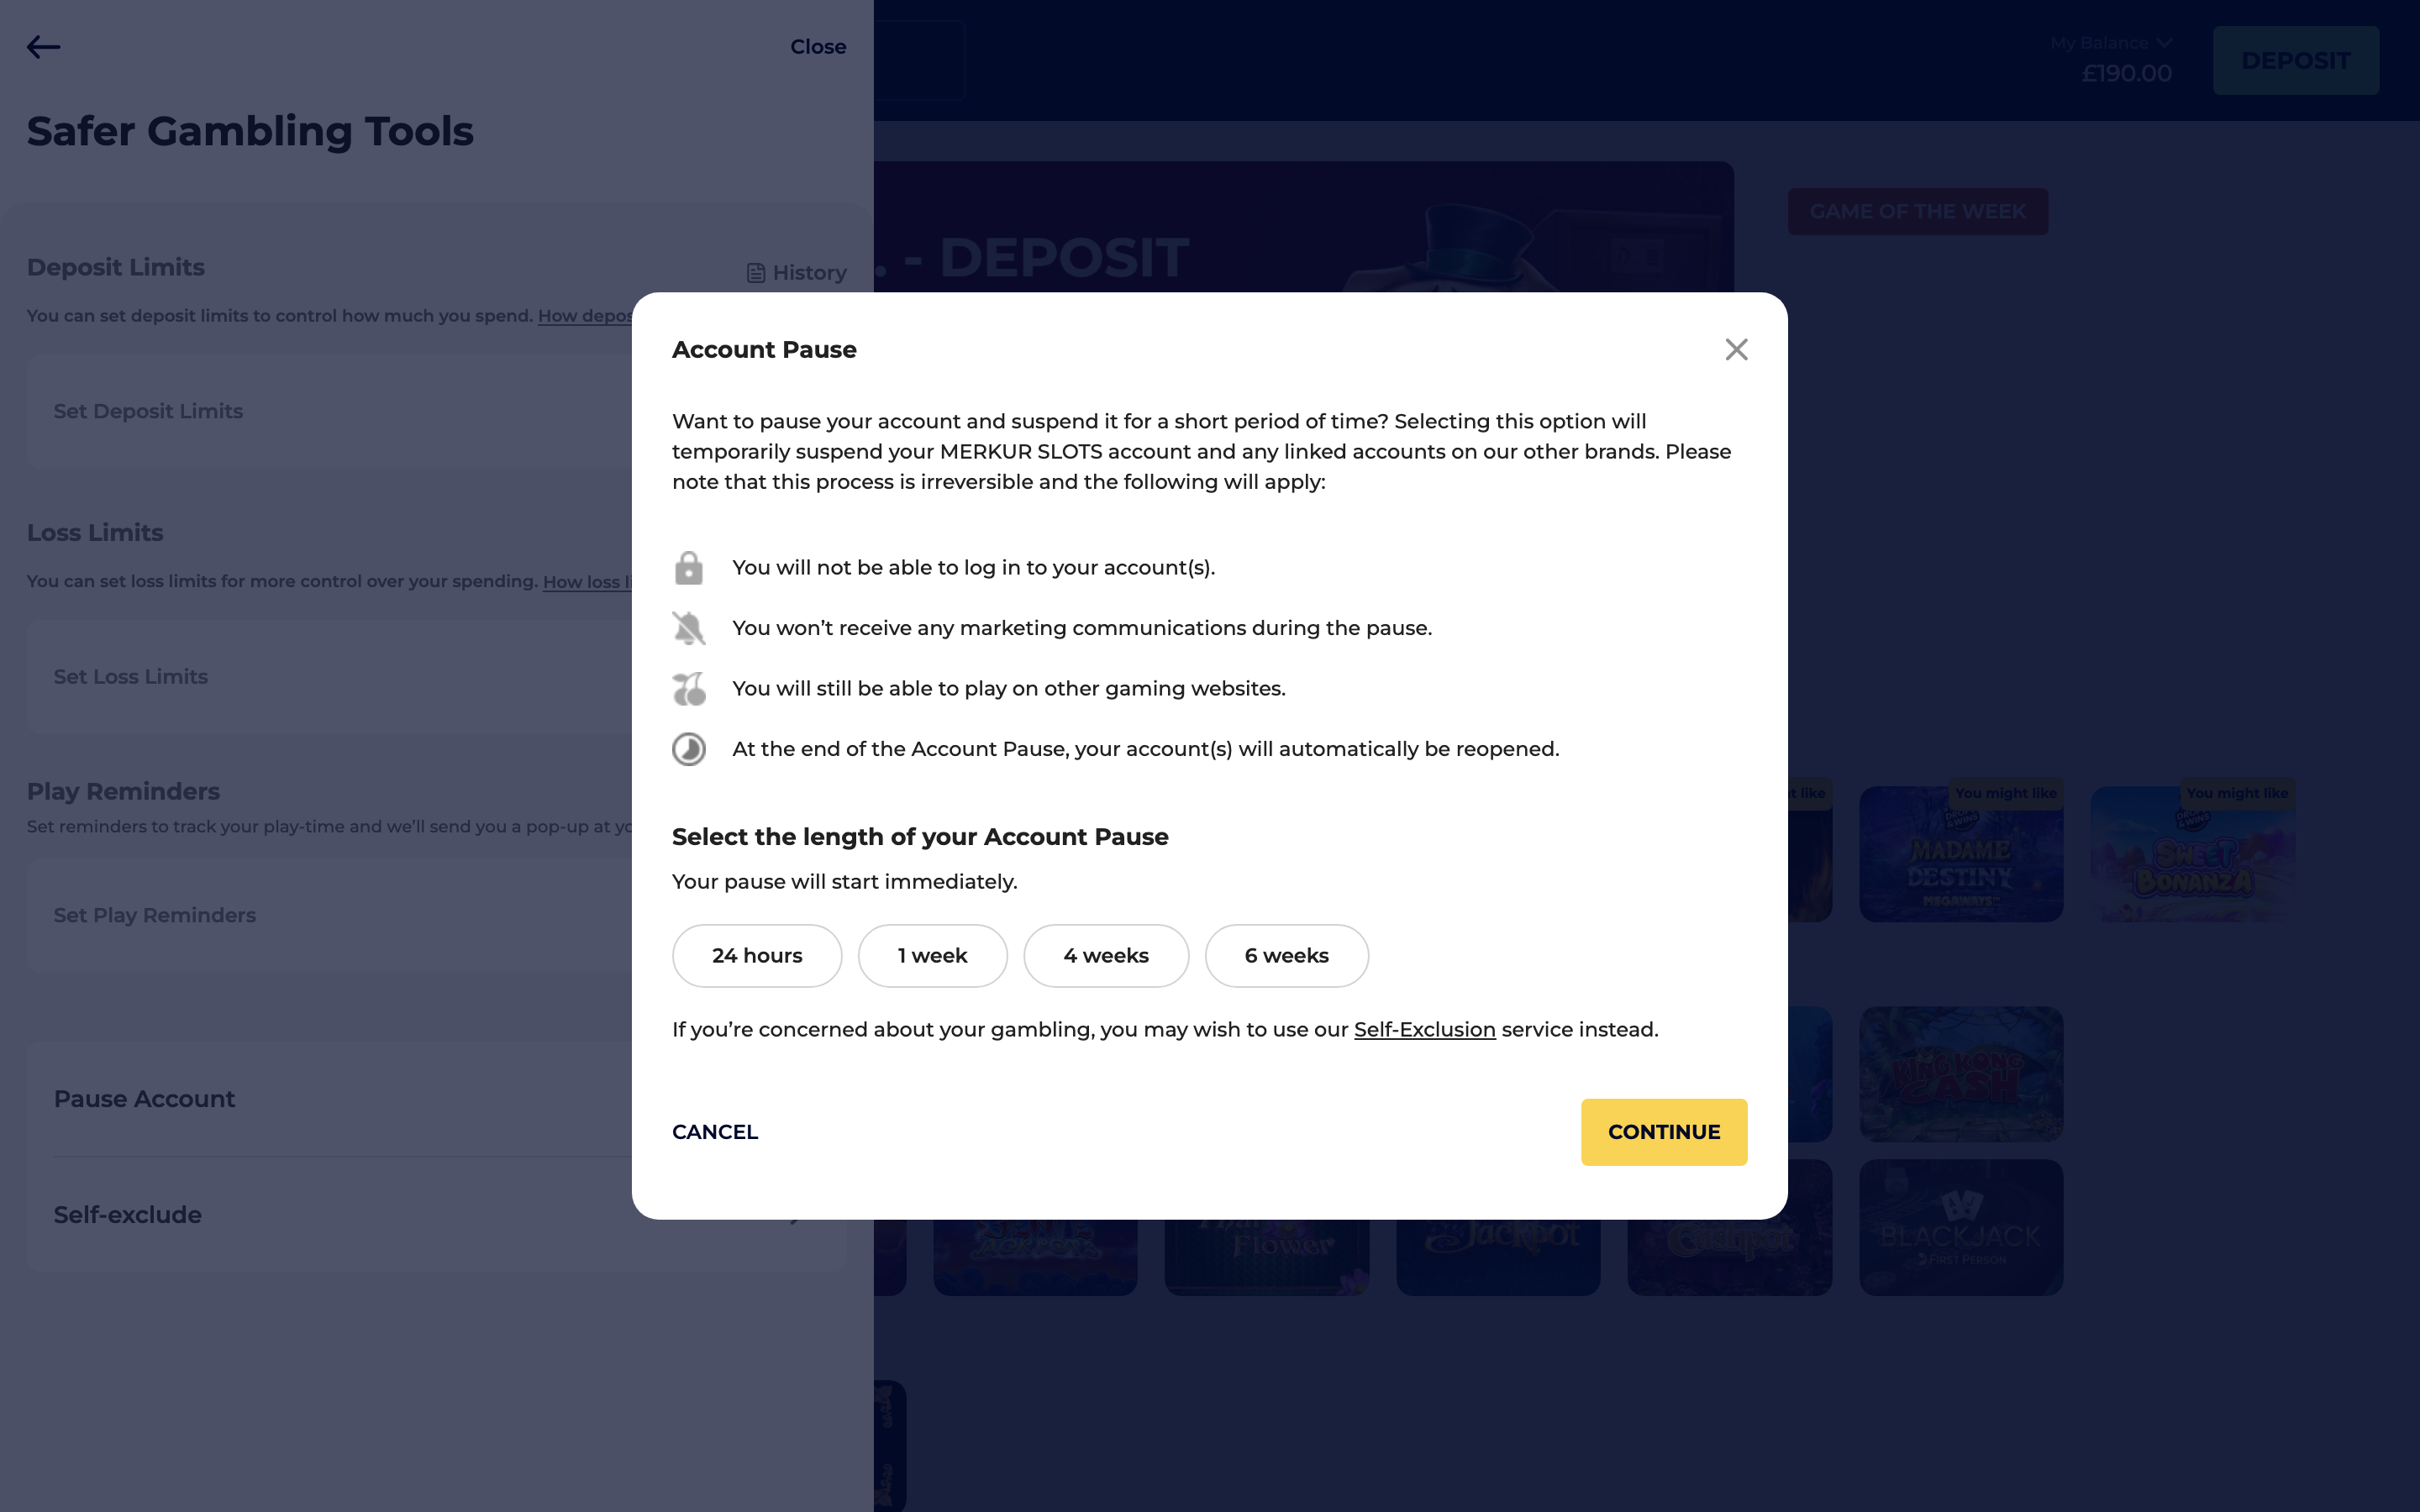 Close
My Balance
£190.00
DEPOSIT
Safer Gambling Tools
GAME OF THE WEEK
. - DEPOSIT
Deposit Limits
History
You can set deposit limits to control how much you spend. How depos
Set Deposit Limits
Loss Limits
You can set loss limits for more control over your spending. How loss li
Set Loss Limits
Play Reminders
Set reminders to track your play-time and we’ll send you a pop-up at yo
Set Play Reminders
Pause Account
Self-exclude
Account Pause
Want to pause your account and suspend it for a short period of time? Selecting this option will
temporarily suspend your MERKUR SLOTS account and any linked accounts on our other brands. Please
note that this process is irreversible and the following will apply:
You will not be able to log in to your account(s).
You won’t receive any marketing communications during the pause.
You will still be able to play on other gaming websites.
At the end of the Account Pause, your account(s) will automatically be reopened.
Select the length of your Account Pause
Your pause will start immediately.
24 hours
1 week
4 weeks
6 weeks
If you’re concerned about your gambling, you may wish to use our Self-Exclusion service instead.
CANCEL
CONTINUE
t like
You might like
You might like
MADAME
DESTINY
MEGAWAYS
SWEET
BONANZA
KING KONG
CASH
Flower
Jackpot
BLACKJACK
FIRST PERSON